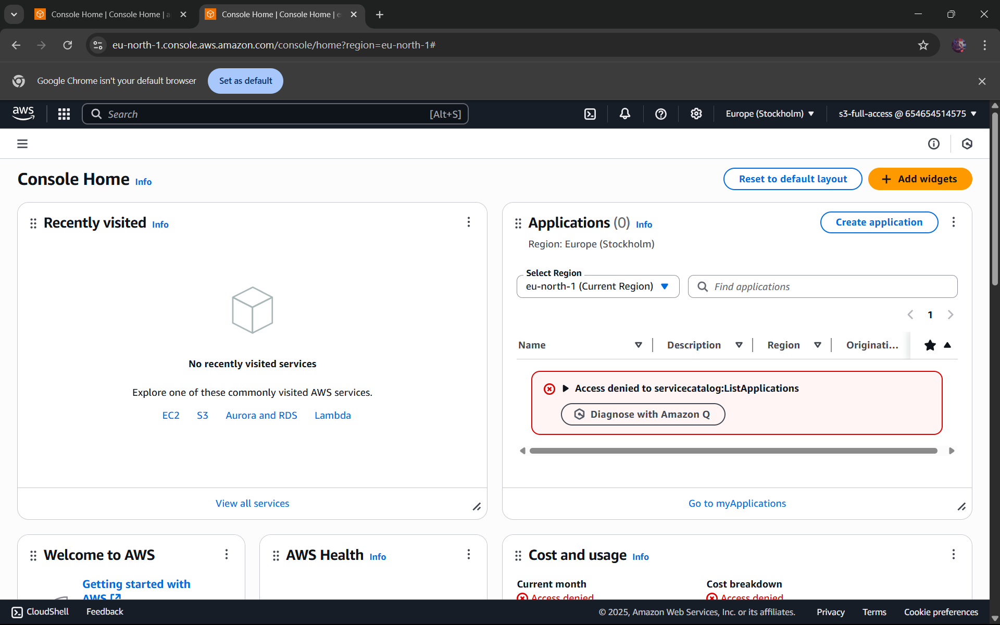 Console Home | Console Home | a
Console Home | Console Home | e
eu-north-1.console.aws.amazon.com/console/home?region=eu-north-1#
Google Chrome isn't your default browser
Set as default
aws
Search
[Alt+S]
Europe (Stockholm)
s3-full-access @ 654654514575
Console Home Info
Reset to default layout
Add widgets
Recently visited Info
No recently visited services
Explore one of these commonly visited AWS services.
EC2 S3 Aurora and RDS Lambda
View all services
Applications (0) Info
Create application
Region: Europe (Stockholm)
Select Region
eu-north-1 (Current Region)
Find applications
1
Name Description Region Originati...
Access denied to servicecatalog:ListApplications
Diagnose with Amazon Q
Go to myApplications
Welcome to AWS
Getting started with
AWS
AWS Health Info
Cost and usage Info
Current month
Access denied
Cost breakdown
Access denied
CloudShell Feedback
© 2025, Amazon Web Services, Inc. or its affiliates. Privacy Terms Cookie preferences